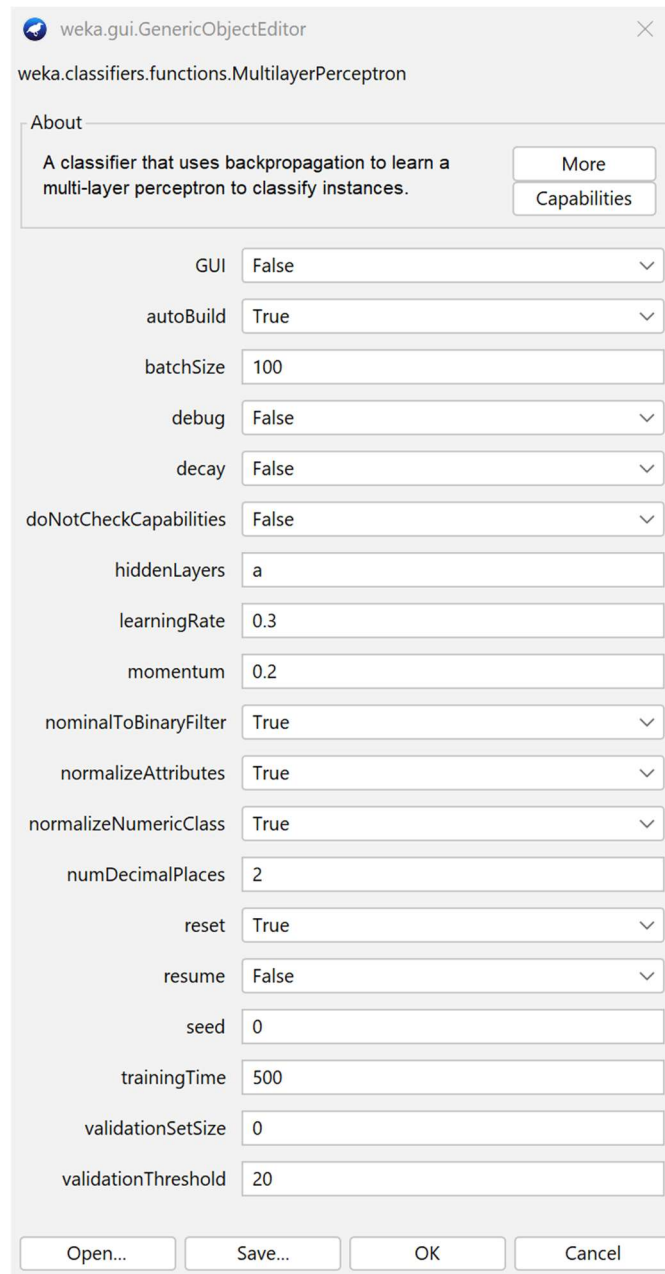 weka.gui.GenericObjectEditor
weka.classifiers.functions.MultilayerPerceptron
About
A classifier that uses backpropagation to learn a
multi-layer perceptron to classify instances.
More
Capabilities
GUI False
autoBuild True
batchSize 100
debug False
decay False
doNotCheckCapabilities False
hiddenLayers a
learningRate 0.3
momentum 0.2
nominalToBinaryFilter True
normalizeAttributes True
normalizeNumericClass True
numDecimalPlaces 2
reset True
resume False
seed 0
trainingTime 500
validationSetSize 0
validationThreshold 20
Open... Save... OK Cancel